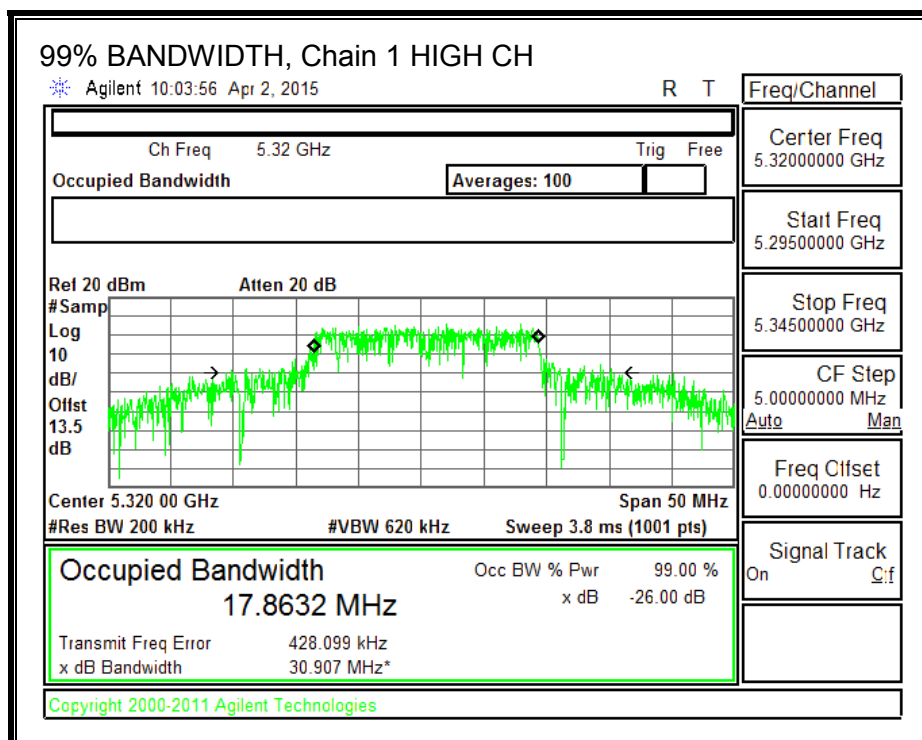 99% BANDWIDTH, Chain 1 HIGH CH
Agilent 10:03:56 Apr 2, 2015 R T
Freq/Channel
Ch Freq 5.32 GHz Trig Free
Occupied Bandwidth Averages: 100
Center Freq
5.32000000 GHz
Start Freq
5.29500000 GHz
Stop Freq
5.34500000 GHz
CF Step
5.00000000 MHz
Auto Man
Freq Offset
0.00000000 Hz
Signal Track
On Off
Ref 20 dBm Atten 20 dB
#Samp
Log
10
dB/
Offst
13.5
dB
Center 5.320 00 GHz Span 50 MHz
#Res BW 200 kHz #VBW 620 kHz Sweep 3.8 ms (1001 pts)
Occupied Bandwidth
17.8632 MHz
Occ BW % Pwr 99.00 %
x dB -26.00 dB
Transmit Freq Error 428.099 kHz
x dB Bandwidth 30.907 MHz*
Copyright 2000-2011 Agilent Technologies